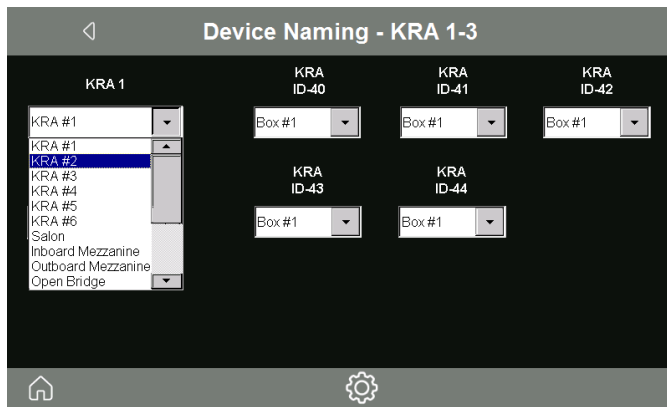 Device Naming - KRA 1-3
KRA 1
KRA
ID-40
KRA
ID-41
KRA
ID-42
KRA #1
Box #1
Box #1
Box #1
KRA #1
KRA #2
KRA #3
KRA #4
KRA #5
KRA #6
Salon
Inboard Mezzanine
Outboard Mezzanine
Open Bridge
KRA
ID-43
KRA
ID-44
Box #1
Box #1